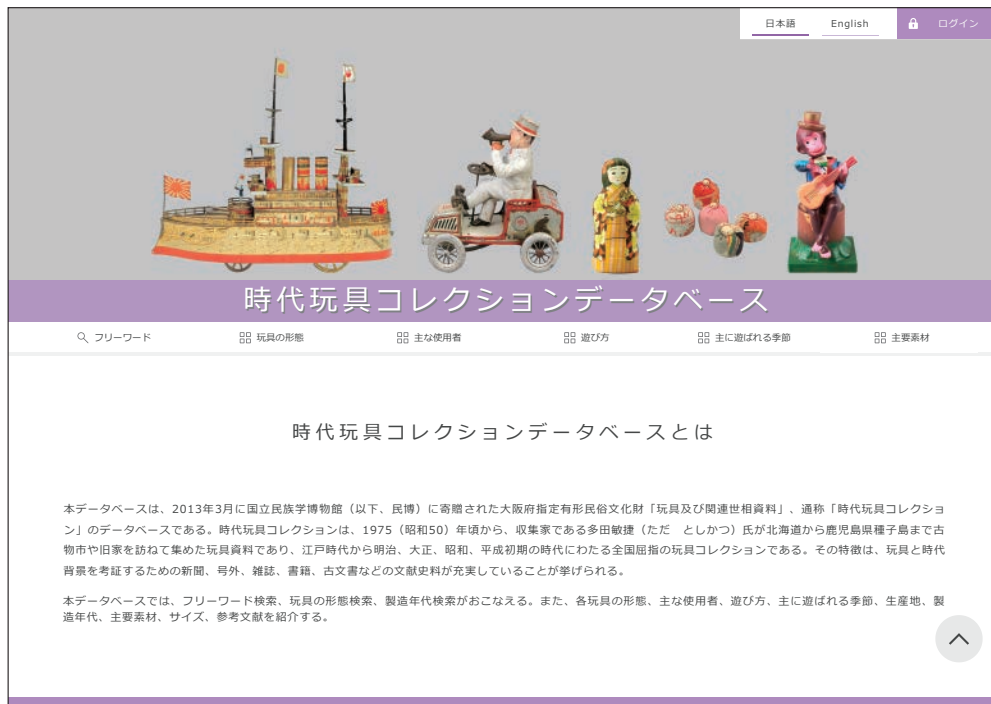 日本語 English ログイン
時代玩具コレクションデータベース
フリーワード 玩具の形態 主な使用者 遊び方 主に遊ばれる季節 主要素材
時代玩具コレクションデータベースとは
本データベースは、2013年3月に国立民族学博物館（以下、民博）に寄贈された大阪府指定有形民俗文化財「玩具及び関連世相資料」、通称「時代玩具コレクショ
ン」のデータベースである。時代玩具コレクションは、1975（昭和50）年頃から、収集家である多田敏捷（ただ　としかつ）氏が北海道から鹿児島県種子島まで古
物市や旧家を訪ねて集めた玩具資料であり、江戸時代から明治、大正、昭和、平成初期の時代にわたる全国屈指の玩具コレクションである。その特徴は、玩具と時代
背景を考証するための新聞、号外、雑誌、書籍、古文書などの文献史料が充実していることが挙げられる。
本データベースでは、フリーワード検索、玩具の形態検索、製造年代検索がおこなえる。また、各玩具の形態、主な使用者、遊び方、主に遊ばれる季節、生産地、製
造年代、主要素材、サイズ、参考文献を紹介する。